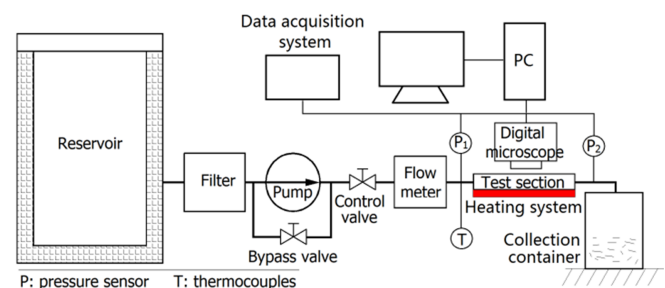 Data acquisition
system
PC
Reservoir
P1
Digital
microscope
P2
Filter
Pump
Control
valve
Flow
meter
Test section
Heating system
Bypass valve
T
Collection
container
P: pressure sensor T: thermocouples